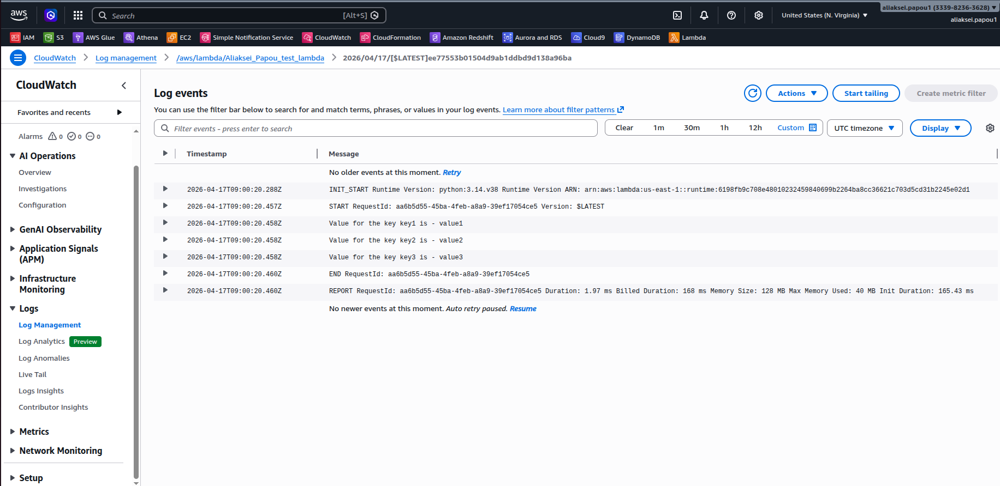 aws
Search [Alt+S]
United States (N. Virginia)
aliaksei.papou1 (3339-8236-3628)
aliaksei.papou1
IAM S3 AWS Glue Athena EC2 Simple Notification Service CloudWatch CloudFormation Amazon Redshift Aurora and RDS Cloud9 DynamoDB Lambda
CloudWatch Log management /aws/lambda/Aliaksei_Papou_test_lambda 2026/04/17/[$LATEST]ee77553b01504d9ab1ddbd9d138a96ba
CloudWatch
Favorites and recents
Alarms 0 0 0
AI Operations
Overview
Investigations
Configuration
GenAI Observability
Application Signals
(APM)
Infrastructure
Monitoring
Logs
Log Management
Log Analytics Preview
Log Anomalies
Live Tail
Logs Insights
Contributor Insights
Metrics
Network Monitoring
Setup
Log events
Actions Start tailing Create metric filter
You can use the filter bar below to search for and match terms, phrases, or values in your log events. Learn more about filter patterns
Filter events - press enter to search
Clear 1m 30m 1h 12h Custom UTC timezone Display
Timestamp Message
No older events at this moment. Retry
2026-04-17T09:00:20.288Z INIT_START Runtime Version: python:3.14.v38 Runtime Version ARN: arn:aws:lambda:us-east-1::runtime:6198fb9c708e48010232459840699b2264ba8cc36621c703d5cd31b2245e02d1
2026-04-17T09:00:20.457Z START RequestId: aa6b5d55-45ba-4feb-a8a9-39ef17054ce5 Version: $LATEST
2026-04-17T09:00:20.458Z Value for the key key1 is - value1
2026-04-17T09:00:20.458Z Value for the key key2 is - value2
2026-04-17T09:00:20.458Z Value for the key key3 is - value3
2026-04-17T09:00:20.460Z END RequestId: aa6b5d55-45ba-4feb-a8a9-39ef17054ce5
2026-04-17T09:00:20.460Z REPORT RequestId: aa6b5d55-45ba-4feb-a8a9-39ef17054ce5 Duration: 1.97 ms Billed Duration: 168 ms Memory Size: 128 MB Max Memory Used: 40 MB Init Duration: 165.43 ms
No newer events at this moment. Auto retry paused. Resume